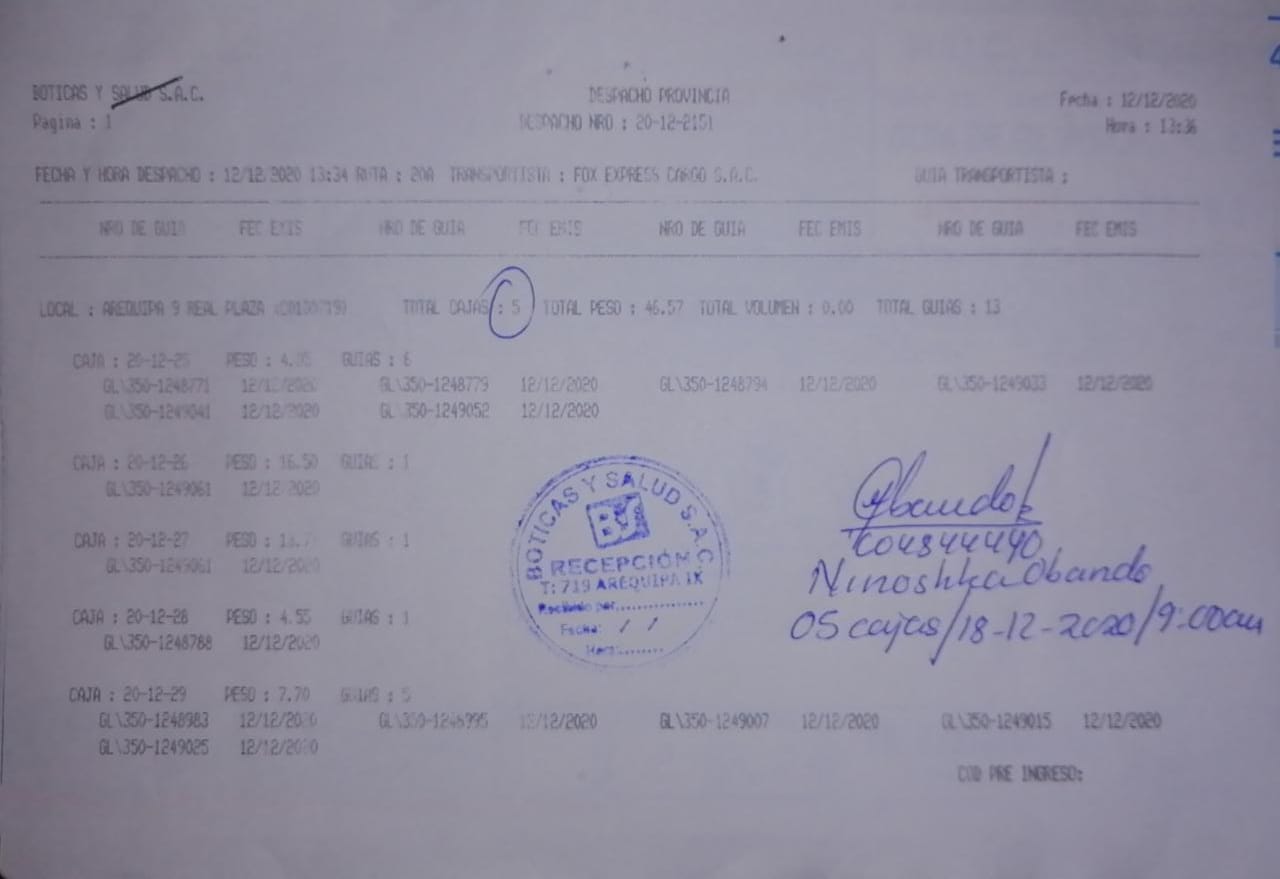 BOTICAS Y SALUD S.A.C.
DESPACHO PROVINCIA
Fecha : 12/12/2020
Pagina : 1
DESPACHO NRO : 20-12-2151
Hora : 13:36
FECHA Y HORA DESPACHO : 12/12/2020 13:34 RUTA : 20A TRANSPORTISTA : FOX EXPRESS CARGO S.A.C. GUIA TRANSPORTISTA :
NRO DE GUIA FEC EMIS NRO DE GUIA FEC EMIS NRO DE GUIA FEC EMIS NRO DE GUIA FEC EMIS
LOCAL : AREQUIPA 9 REAL PLAZA TOTAL CAJAS : 5 TOTAL PESO : 46.57 TOTAL VOLUMEN : 0.00 TOTAL GUIAS : 13
CAJA : 20-12-25 PESO : GUIAS : 6
GL\350-1248771 12/12/2020 GL\350-1248779 12/12/2020 GL\350-1248794 12/12/2020 GL\350-1249033 12/12/2020
GL\350-1249041 12/12/2020 GL\350-1249052 12/12/2020
CAJA : 20-12-26 PESO : 16.50 GUIAS : 1
GL\350-1249061 12/12/2020
CAJA : 20-12-27 PESO : GUIAS : 1
GL\350-1249061 12/12/2020
CAJA : 20-12-28 PESO : 4.55 GUIAS : 1
GL\350-1248788 12/12/2020
CAJA : 20-12-29 PESO : 7.70 GUIAS : 5
GL\350-1248983 12/12/2020 GL\350-1248995 12/12/2020 GL\350-1249007 12/12/2020 GL\350-1249015 12/12/2020
GL\350-1249025 12/12/2020
COD PRE INGRESO:
BOTICAS Y SALUD S.A.C.
BYS
RECEPCIÓN
T: 719 AREQUIPA IX
Recibido por:
Fecha: / /
Hora:
Obando
Ninoshka Obando
05 cajas/18-12-2020/9:00am